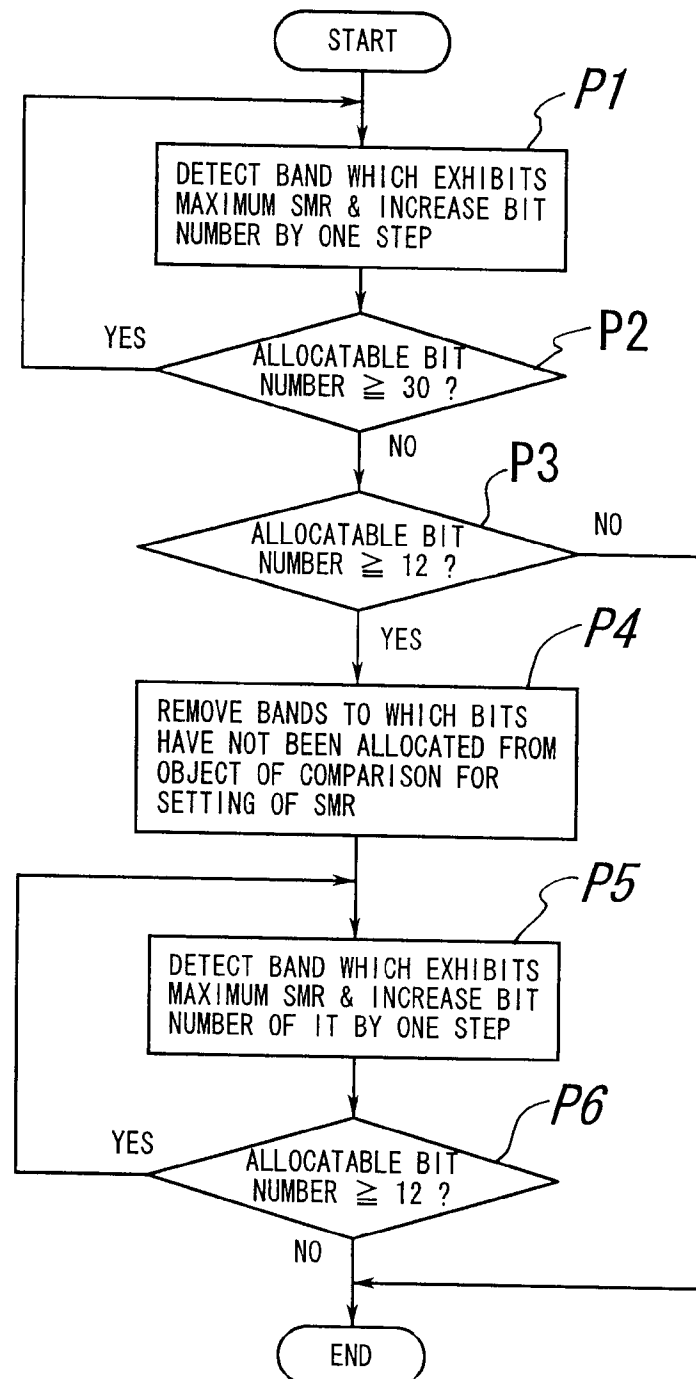 START
P1
DETECT BAND WHICH EXHIBITS
MAXIMUM SMR & INCREASE BIT
NUMBER BY ONE STEP
YES
P2
ALLOCATABLE BIT
NUMBER ≧ 30 ?
NO
P3
ALLOCATABLE BIT
NUMBER ≧ 12 ?
NO
YES
P4
REMOVE BANDS TO WHICH BITS
HAVE NOT BEEN ALLOCATED FROM
OBJECT OF COMPARISON FOR
SETTING OF SMR
P5
DETECT BAND WHICH EXHIBITS
MAXIMUM SMR & INCREASE BIT
NUMBER OF IT BY ONE STEP
YES
P6
ALLOCATABLE BIT
NUMBER ≧ 12 ?
NO
END